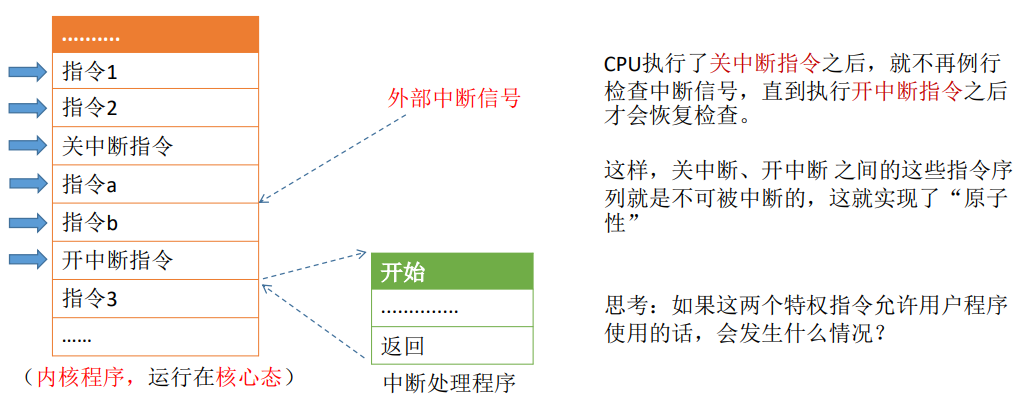 ..........
指令1
指令2
关中断指令
指令a
指令b
开中断指令
指令3
......
（内核程序，运行在核心态）
外部中断信号
开始
..............
返回
中断处理程序
CPU执行了关中断指令之后，就不再例行
检查中断信号，直到执行开中断指令之后
才会恢复检查。
这样，关中断、开中断 之间的这些指令序
列就是不可被中断的，这就实现了“原子
性”
思考：如果这两个特权指令允许用户程序
使用的话，会发生什么情况？